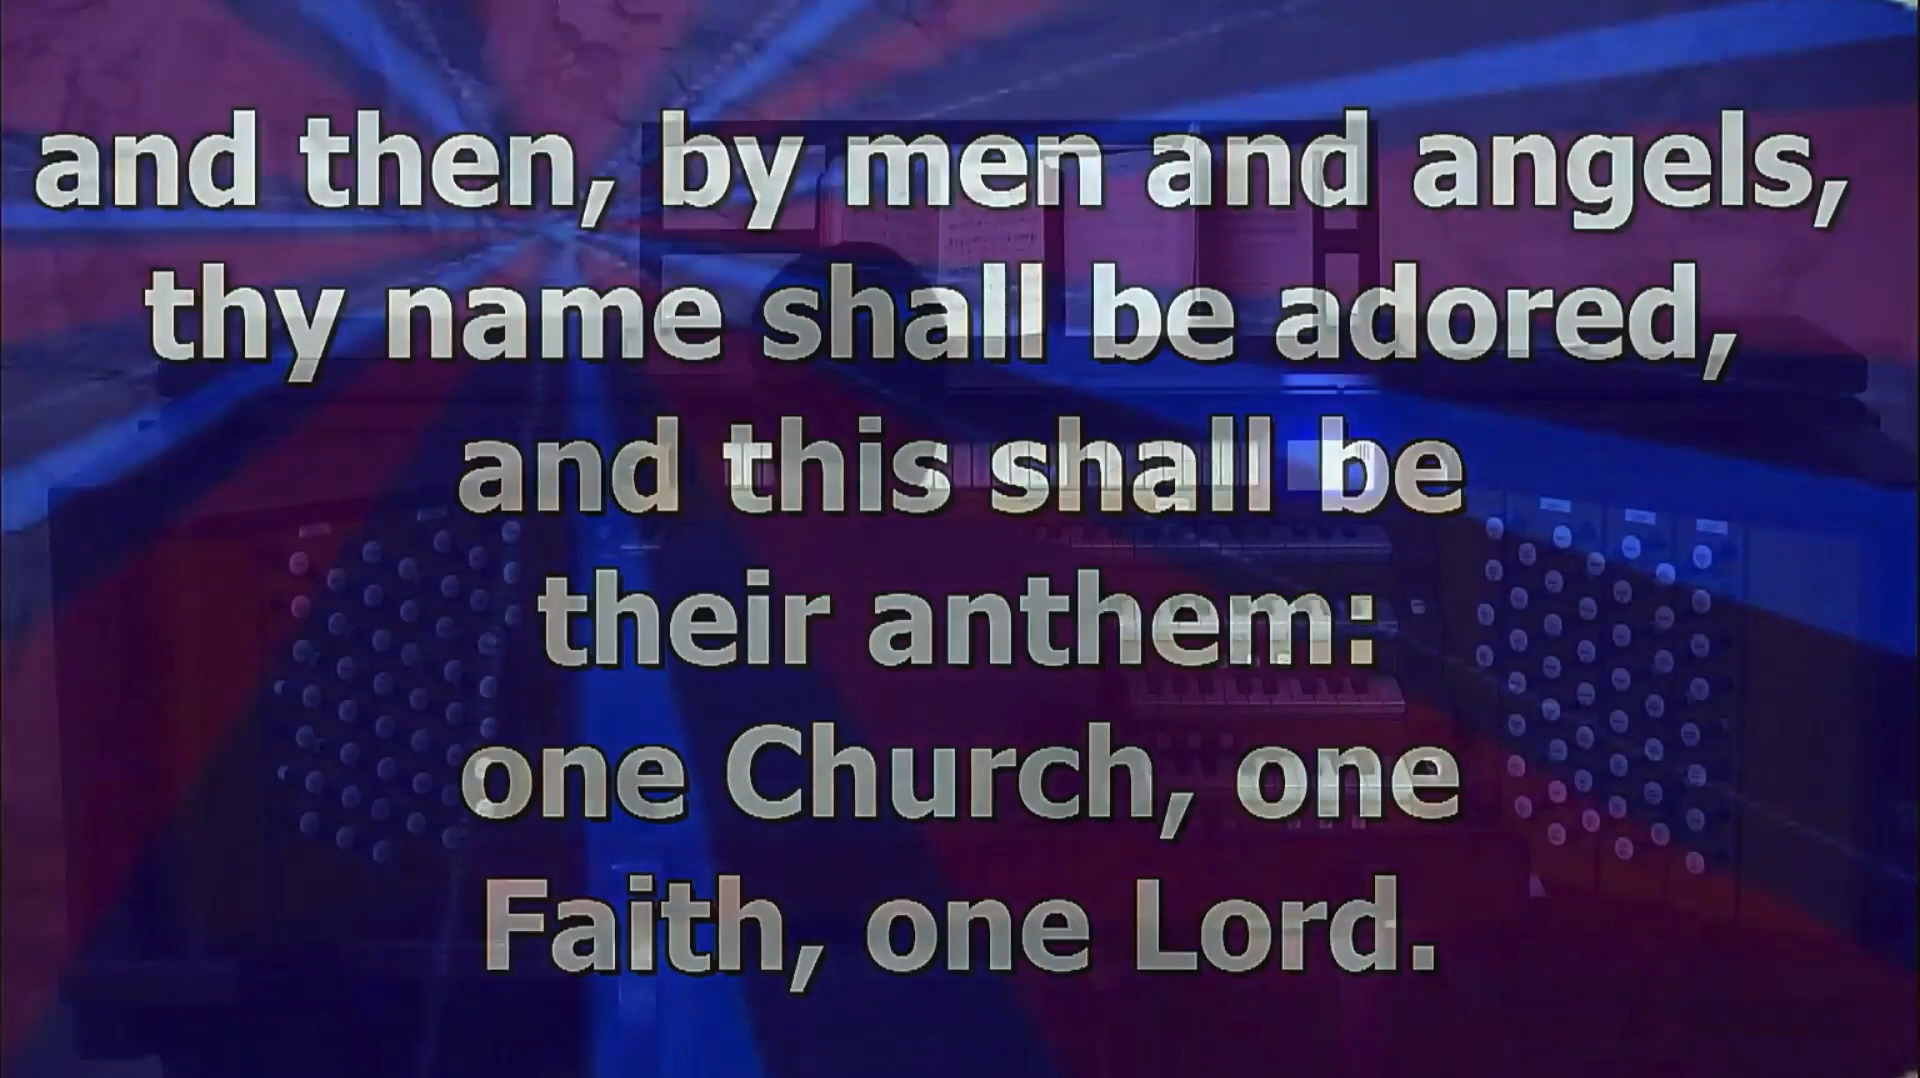 and then, by men and angels,
thy name shall be adored,
and this shall be
their anthem:
one Church, one
Faith, one Lord.